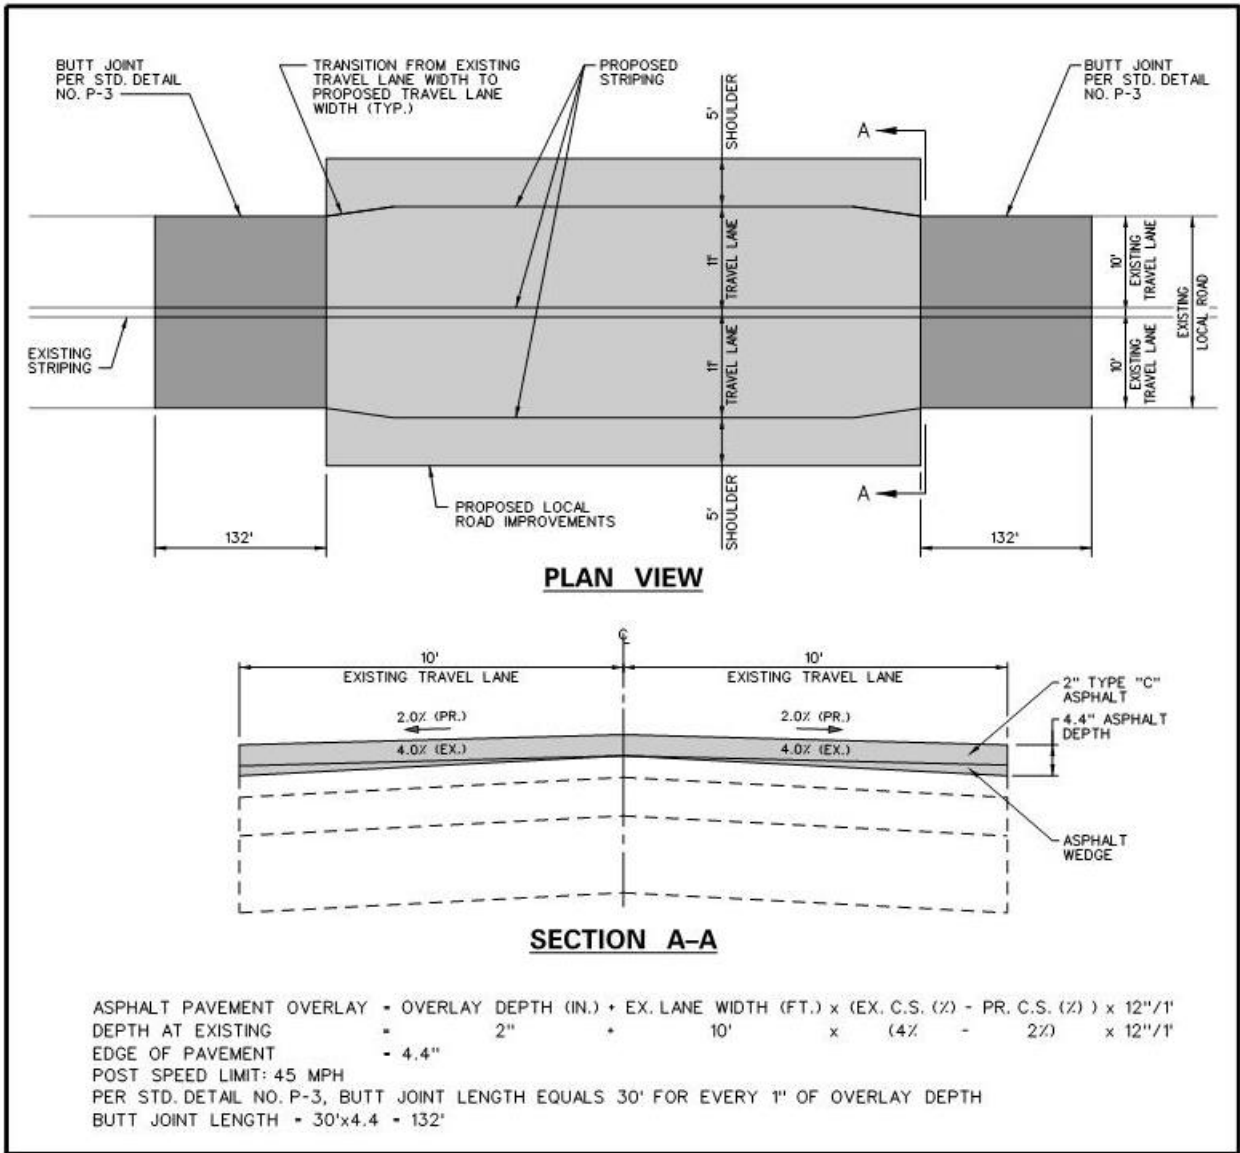 BUTT JOINT
PER STD. DETAIL
NO. P-3
TRANSITION FROM EXISTING
TRAVEL LANE WIDTH TO
PROPOSED TRAVEL LANE
WIDTH (TYP.)
PROPOSED
STRIPING
5'
SHOULDER
A
BUTT JOINT
PER STD. DETAIL
NO. P-3
11'
TRAVEL LANE
10'
EXISTING
TRAVEL LANE
EXISTING
LOCAL ROAD
EXISTING
STRIPING
11'
TRAVEL LANE
10'
EXISTING
TRAVEL LANE
A
PROPOSED LOCAL
ROAD IMPROVEMENTS
5'
SHOULDER
132'
132'
PLAN VIEW
℄
10'
EXISTING TRAVEL LANE
10'
EXISTING TRAVEL LANE
2" TYPE "C"
ASPHALT
4.4" ASPHALT
DEPTH
2.0% (PR.)
2.0% (PR.)
4.0% (EX.)
4.0% (EX.)
ASPHALT
WEDGE
SECTION A-A
ASPHALT PAVEMENT OVERLAY = OVERLAY DEPTH (IN.) + EX. LANE WIDTH (FT.) x (EX. C.S. (%) - PR. C.S. (%) ) x 12"/1'
DEPTH AT EXISTING = 2" + 10' x (4% - 2%) x 12"/1'
EDGE OF PAVEMENT = 4.4"
POST SPEED LIMIT: 45 MPH
PER STD. DETAIL NO. P-3, BUTT JOINT LENGTH EQUALS 30' FOR EVERY 1" OF OVERLAY DEPTH
BUTT JOINT LENGTH = 30'x4.4 = 132'